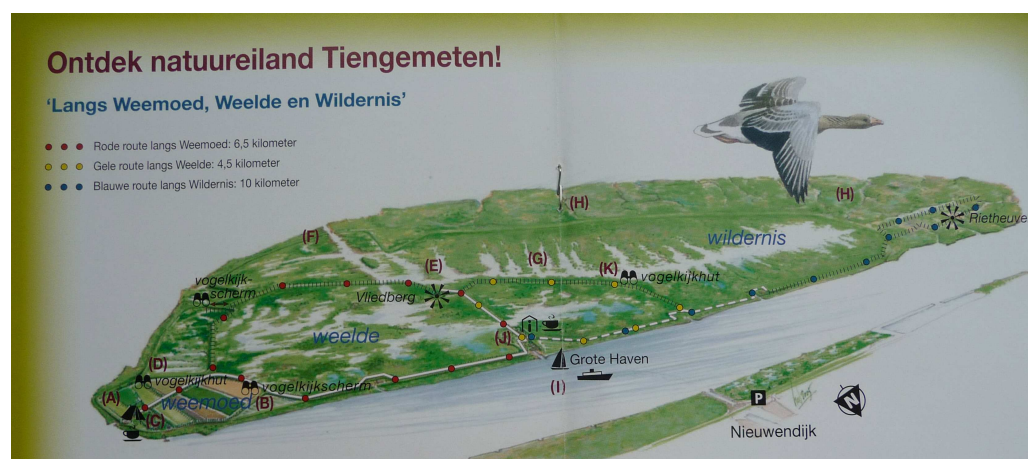 Ontdek natuureiland Tiengemeten!
'Langs Weemoed, Weelde en Wildernis'
Rode route langs Weemoed: 6,5 kilometer
Gele route langs Weelde: 4,5 kilometer
Blauwe route langs Wildernis: 10 kilometer
(H)
(H)
Rietheuve
(F)
wildernis
(E)
(G)
(K)
vogelkijkhut
vogelkijk-
scherm
Vliedberg
weelde
i
(J)
Grote Haven
(D)
vogelkijkhut
vogelkijkscherm
(I)
(A)
weemoed
(B)
(C)
P
N
Nieuwendijk